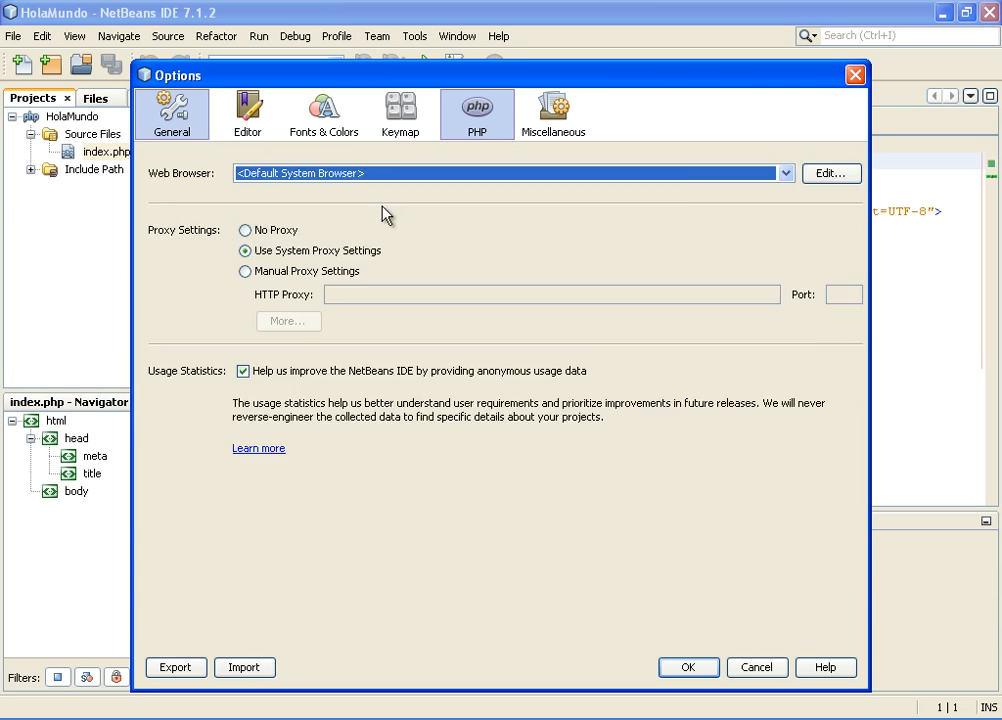 HolaMundo - NetBeans IDE 7.1.2
File Edit View Navigate Source Refactor Run Debug Profile Team Tools Window Help
Search (Ctrl+I)
Options
Projects Files
General Editor Fonts & Colors Keymap PHP Miscellaneous
HolaMundo
Source Files
index.php
Include Path
Web Browser: <Default System Browser> Edit...
t=UTF-8">
Proxy Settings: No Proxy
Use System Proxy Settings
Manual Proxy Settings
HTTP Proxy: Port:
More...
Usage Statistics: Help us improve the NetBeans IDE by providing anonymous usage data
The usage statistics help us better understand user requirements and prioritize improvements in future releases. We will never
reverse-engineer the collected data to find specific details about your projects.
Learn more
index.php - Navigator
html
head
meta
title
body
Export Import OK Cancel Help
Filters:
1|1 INS